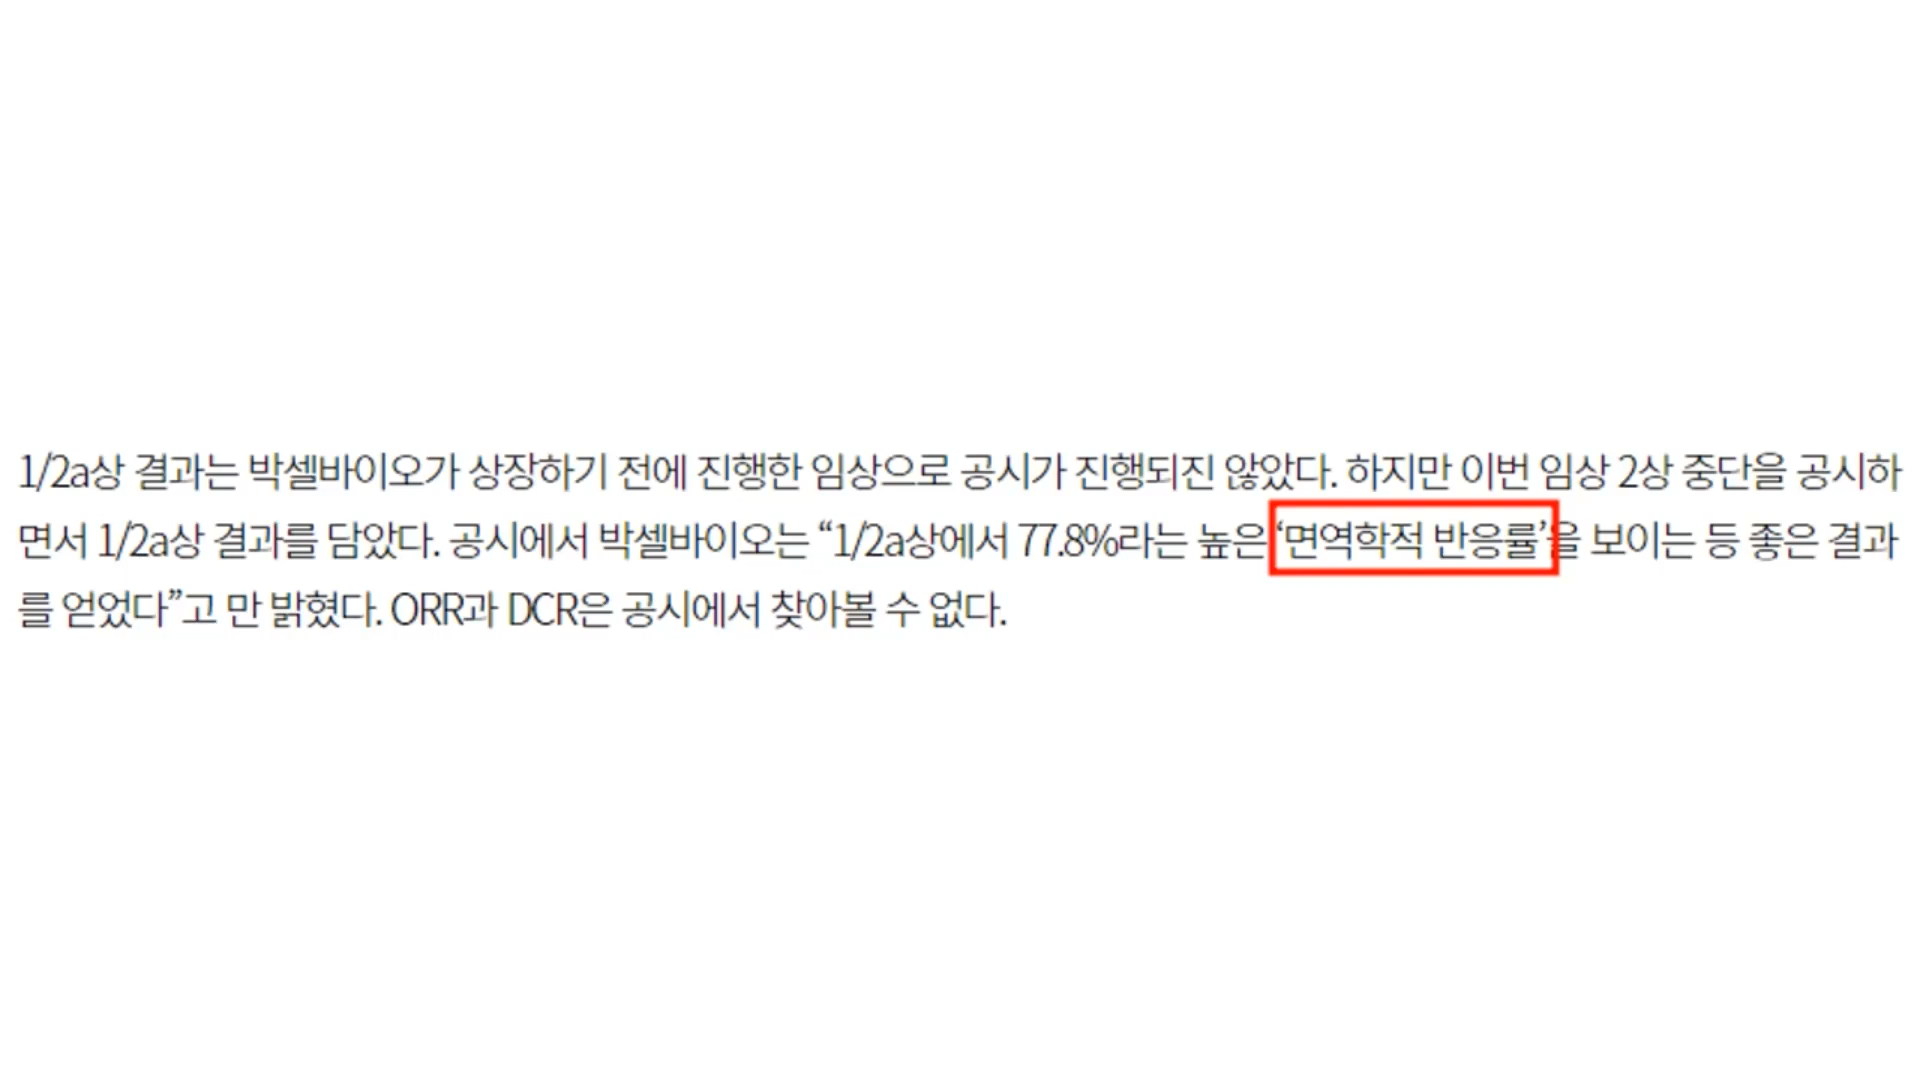 1/2a상 결과는 박셀바이오가 상장하기 전에 진행한 임상으로 공시가 진행되진 않았다. 하지만 이번 임상 2상 중단을 공시하
면서 1/2a상 결과를 담았다. 공시에서 박셀바이오는 “1/2a상에서 77.8%라는 높은 ‘면역학적 반응률’을 보이는 등 좋은 결과
를 얻었다”고 만 밝혔다. ORR과 DCR은 공시에서 찾아볼 수 없다.